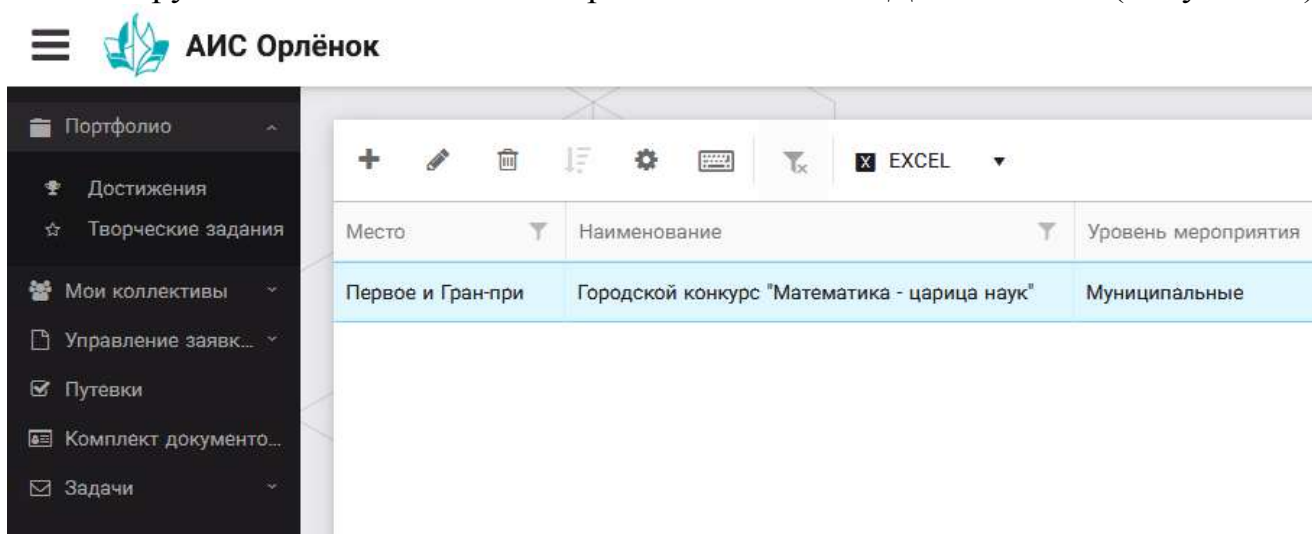 АИС Орлёнок
Портфолио
Достижения
Творческие задания
Мои коллективы
Управление заявк...
Путевки
Комплект документо...
Задачи
EXCEL
Место Наименование Уровень мероприятия
Первое и Гран-при Городской конкурс "Математика - царица наук" Муниципальные